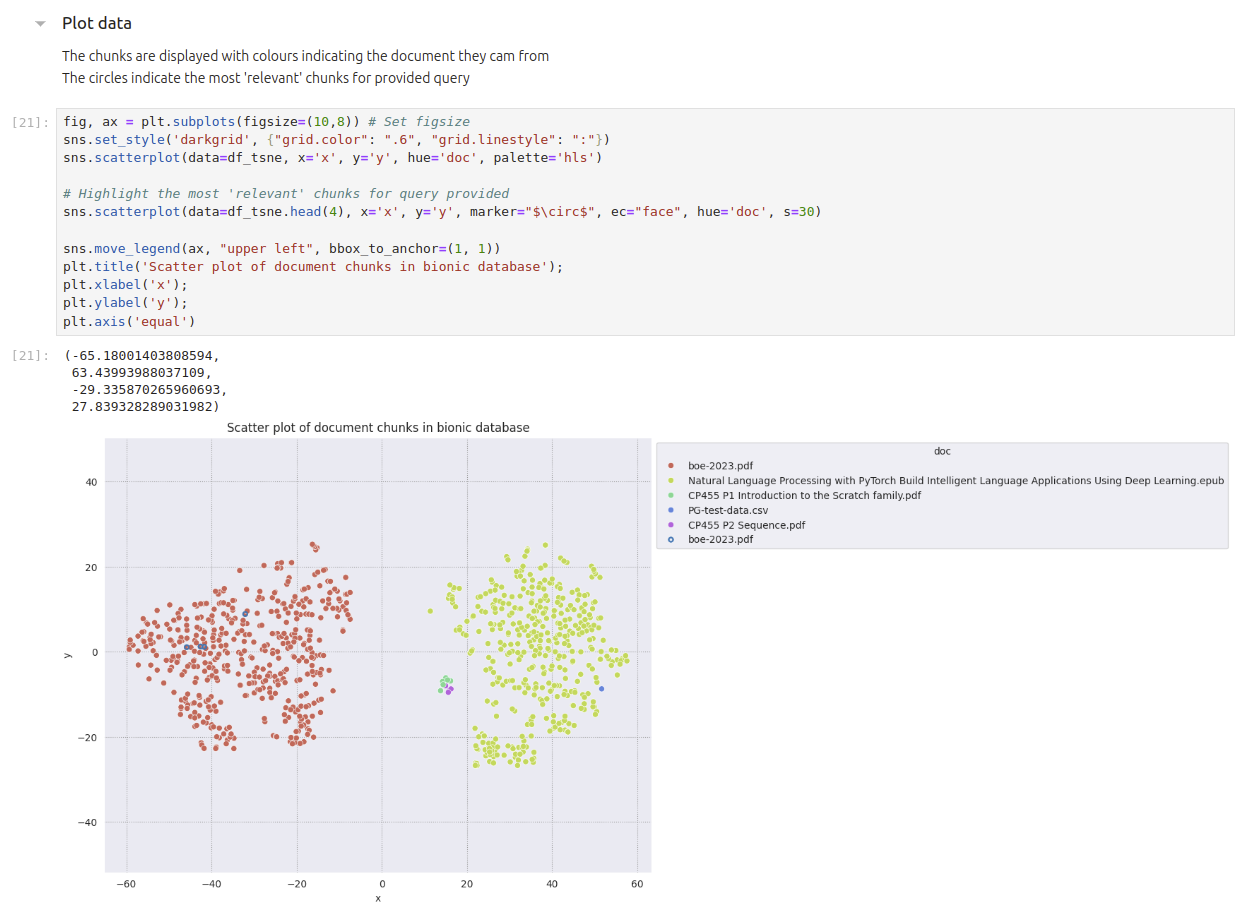 Plot data
The chunks are displayed with colours indicating the document they cam from
The circles indicate the most 'relevant' chunks for provided query
[21]:
fig, ax = plt.subplots(figsize=(10,8)) # Set figsize
sns.set_style('darkgrid', {"grid.color": ".6", "grid.linestyle": ":"})
sns.scatterplot(data=df_tsne, x='x', y='y', hue='doc', palette='hls')
# Highlight the most 'relevant' chunks for query provided
sns.scatterplot(data=df_tsne.head(4), x='x', y='y', marker="$\circ$", ec="face", hue='doc', s=30)
sns.move_legend(ax, "upper left", bbox_to_anchor=(1, 1))
plt.title('Scatter plot of document chunks in bionic database');
plt.xlabel('x');
plt.ylabel('y');
plt.axis('equal')
[21]:
(-65.18001403808594,
63.43993988037109,
-29.335870265960693,
27.839328289031982)
Scatter plot of document chunks in bionic database
40
20
0
−20
−40
y
−60
−40
−20
0
20
40
60
x
doc
boe-2023.pdf
Natural Language Processing with PyTorch Build Intelligent Language Applications Using Deep Learning.epub
CP455 P1 Introduction to the Scratch family.pdf
PG-test-data.csv
CP455 P2 Sequence.pdf
boe-2023.pdf